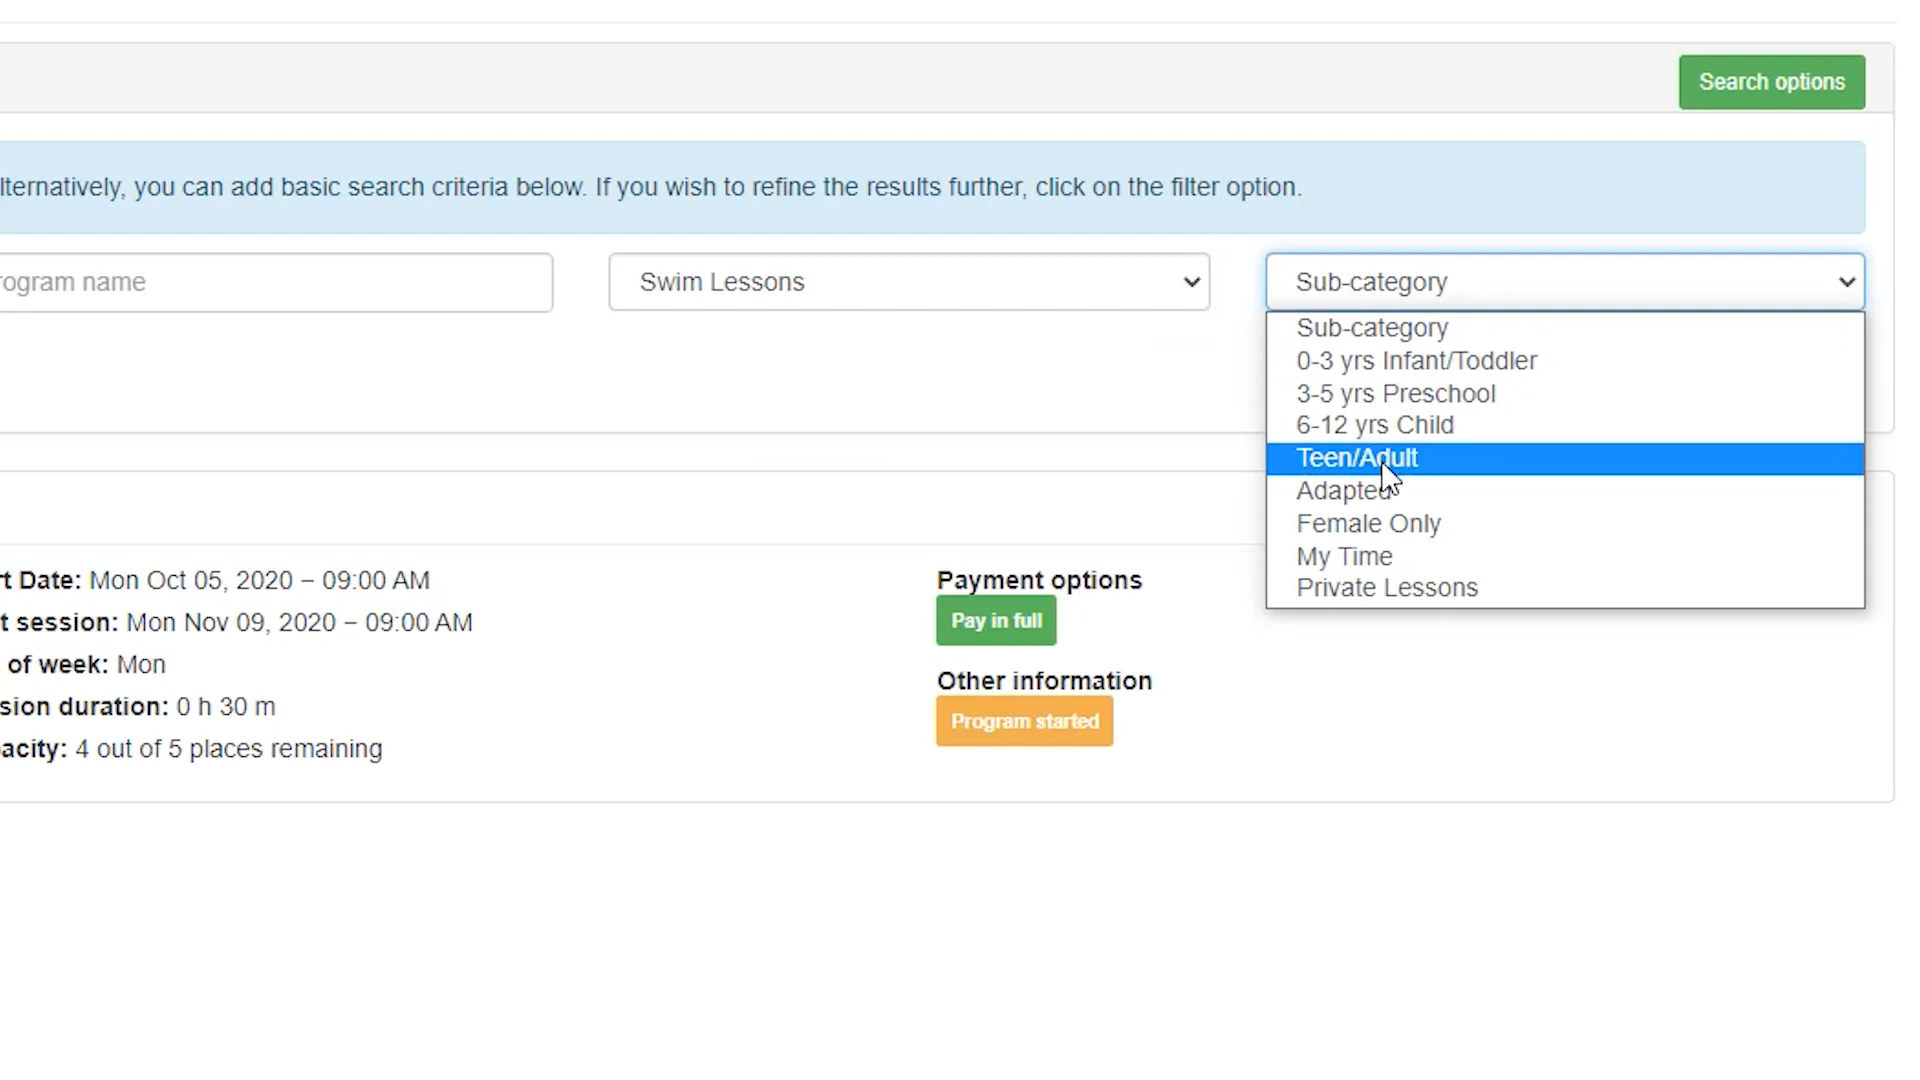 Search options
lternatively, you can add basic search criteria below. If you wish to refine the results further, click on the filter option.
rogram name
Swim Lessons
Sub-category
Sub-category
0-3 yrs Infant/Toddler
3-5 yrs Preschool
6-12 yrs Child
Teen/Adult
Adapted
Female Only
My Time
Private Lessons
rt Date: Mon Oct 05, 2020 – 09:00 AM
t session: Mon Nov 09, 2020 – 09:00 AM
of week: Mon
sion duration: 0 h 30 m
acity: 4 out of 5 places remaining
Payment options
Pay in full
Other information
Program started